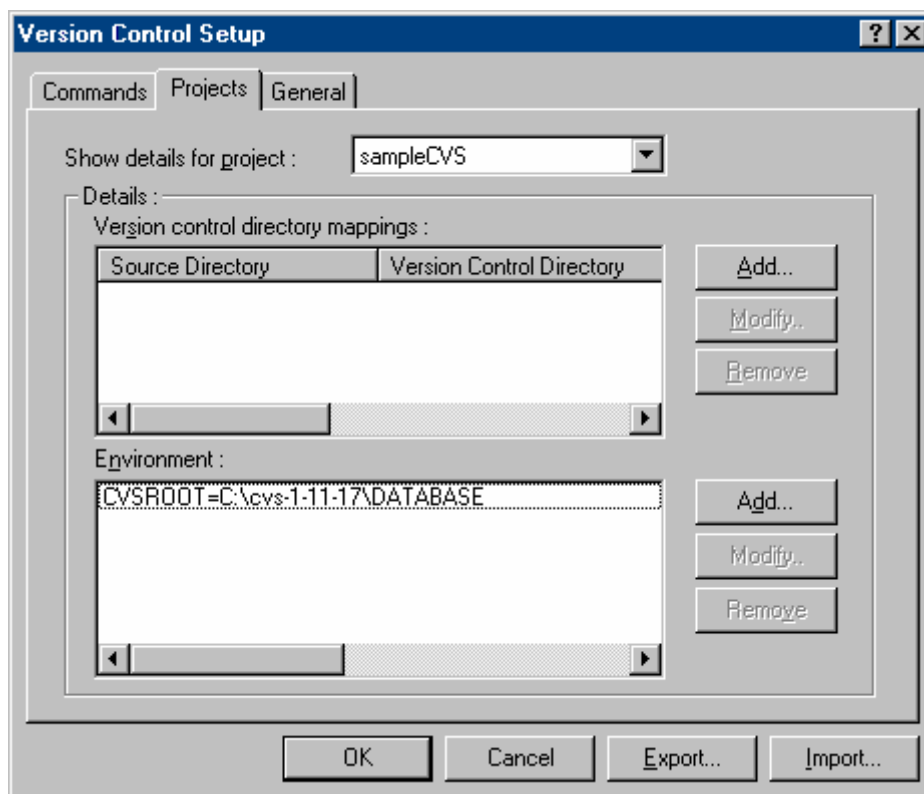 Version Control Setup
Commands Projects General
Show details for project : sampleCVS
Details :
Version control directory mappings :
Source Directory Version Control Directory
Add...
Modify..
Remove
Environment :
CVSROOT=C:\cvs-1-11-17\DATABASE
Add...
Modify..
Remove
OK Cancel Export... Import...